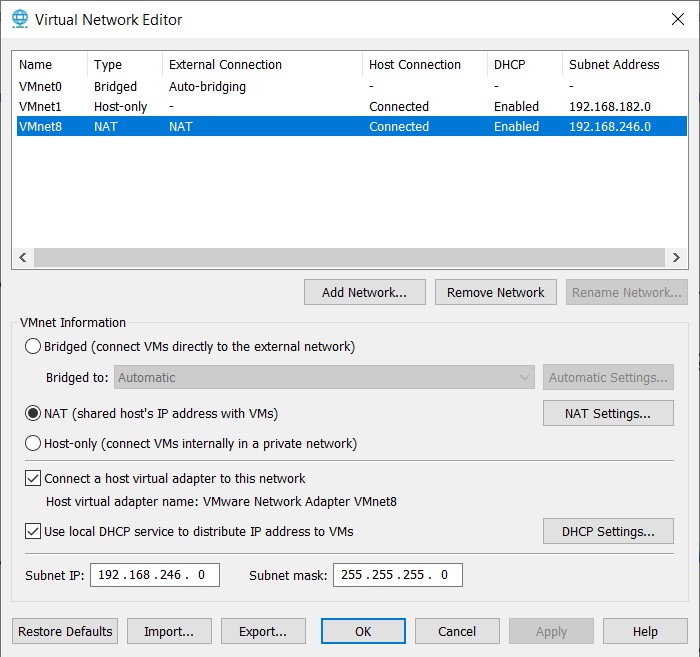 Virtual Network Editor
Name Type External Connection Host Connection DHCP Subnet Address
VMnet0 Bridged Auto-bridging - - -
VMnet1 Host-only - Connected Enabled 192.168.182.0
VMnet8 NAT NAT Connected Enabled 192.168.246.0
Add Network... Remove Network Rename Network...
VMnet Information
Bridged (connect VMs directly to the external network)
Bridged to: Automatic Automatic Settings...
NAT (shared host's IP address with VMs) NAT Settings...
Host-only (connect VMs internally in a private network)
Connect a host virtual adapter to this network
Host virtual adapter name: VMware Network Adapter VMnet8
Use local DHCP service to distribute IP address to VMs DHCP Settings...
Subnet IP: 192 . 168 . 246 . 0 Subnet mask: 255 . 255 . 255 . 0
Restore Defaults Import... Export... OK Cancel Apply Help